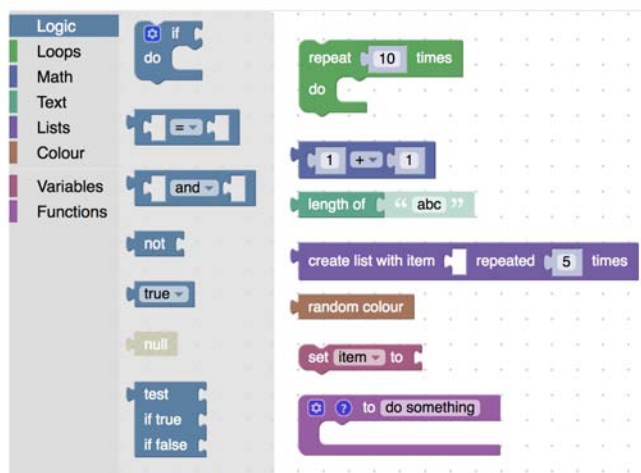 Logic
Loops
Math
Text
Lists
Colour
Variables
Functions
if
do
=
and
not
true
null
test
if true
if false
repeat 10 times
do
1 + 1
length of “ abc ”
create list with item repeated 5 times
random colour
set item to
? to do something